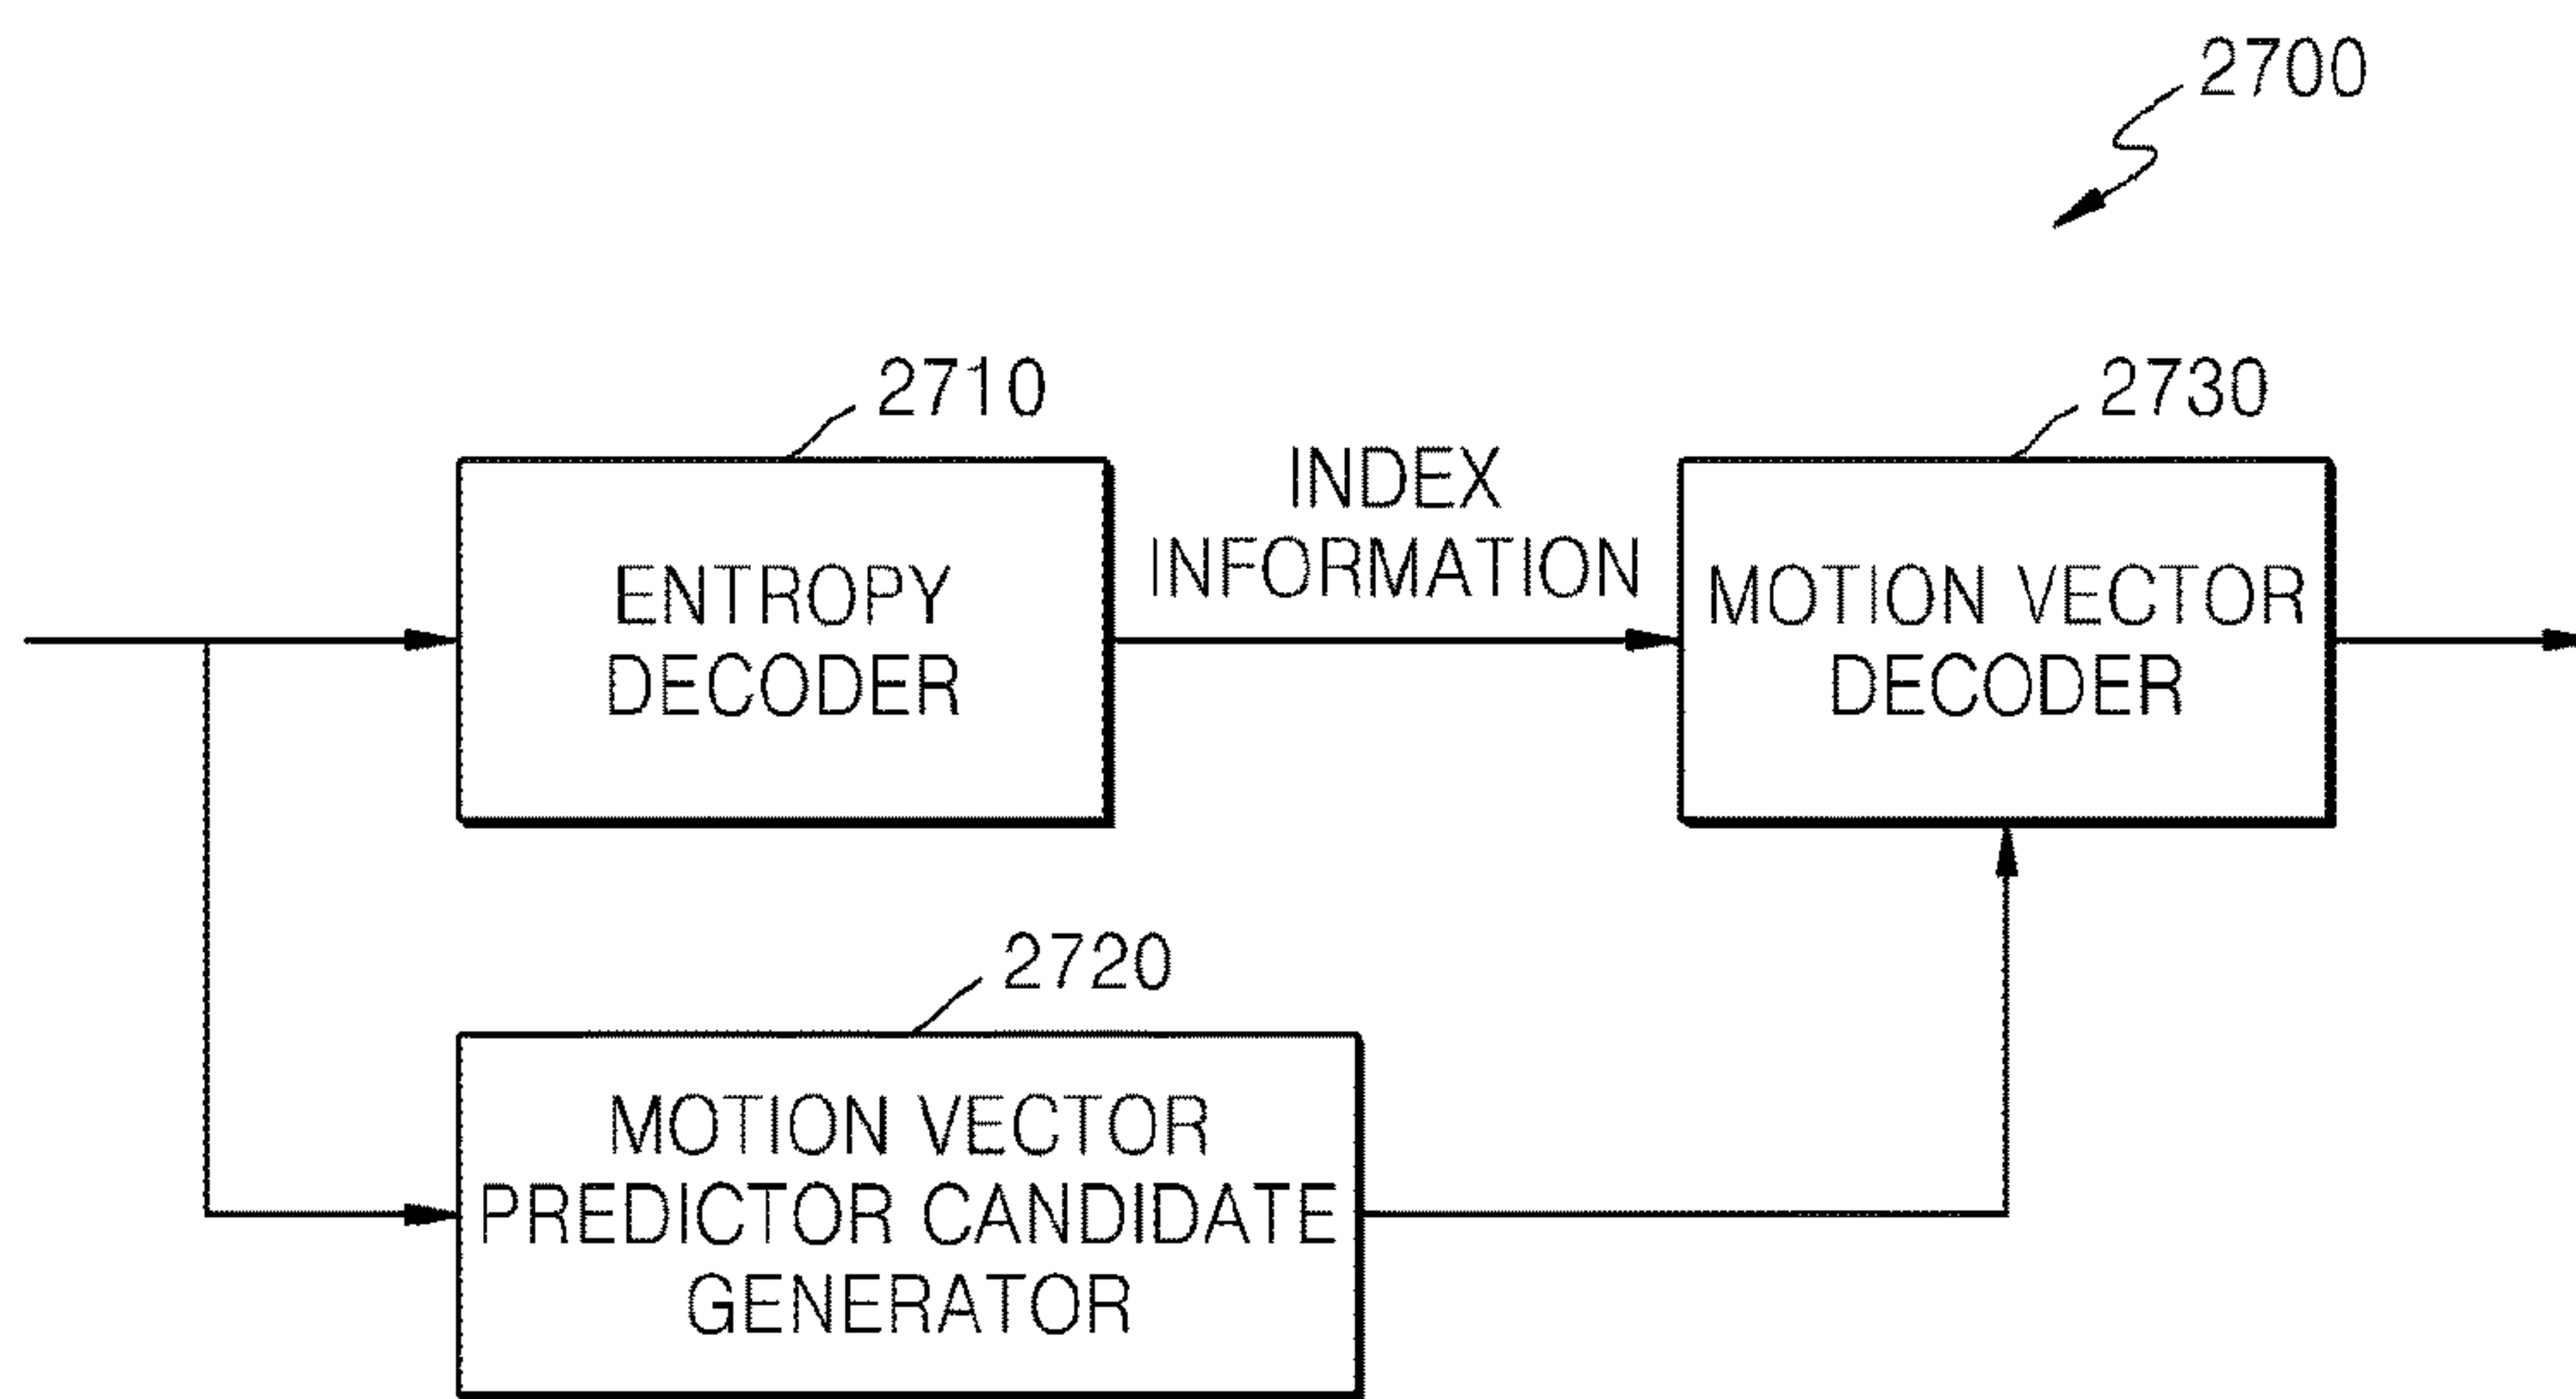 2700
2710
2730
INDEX
INFORMATION
ENTROPY
DECODER
MOTION VECTOR
DECODER
2720
MOTION VECTOR
PREDICTOR CANDIDATE
GENERATOR